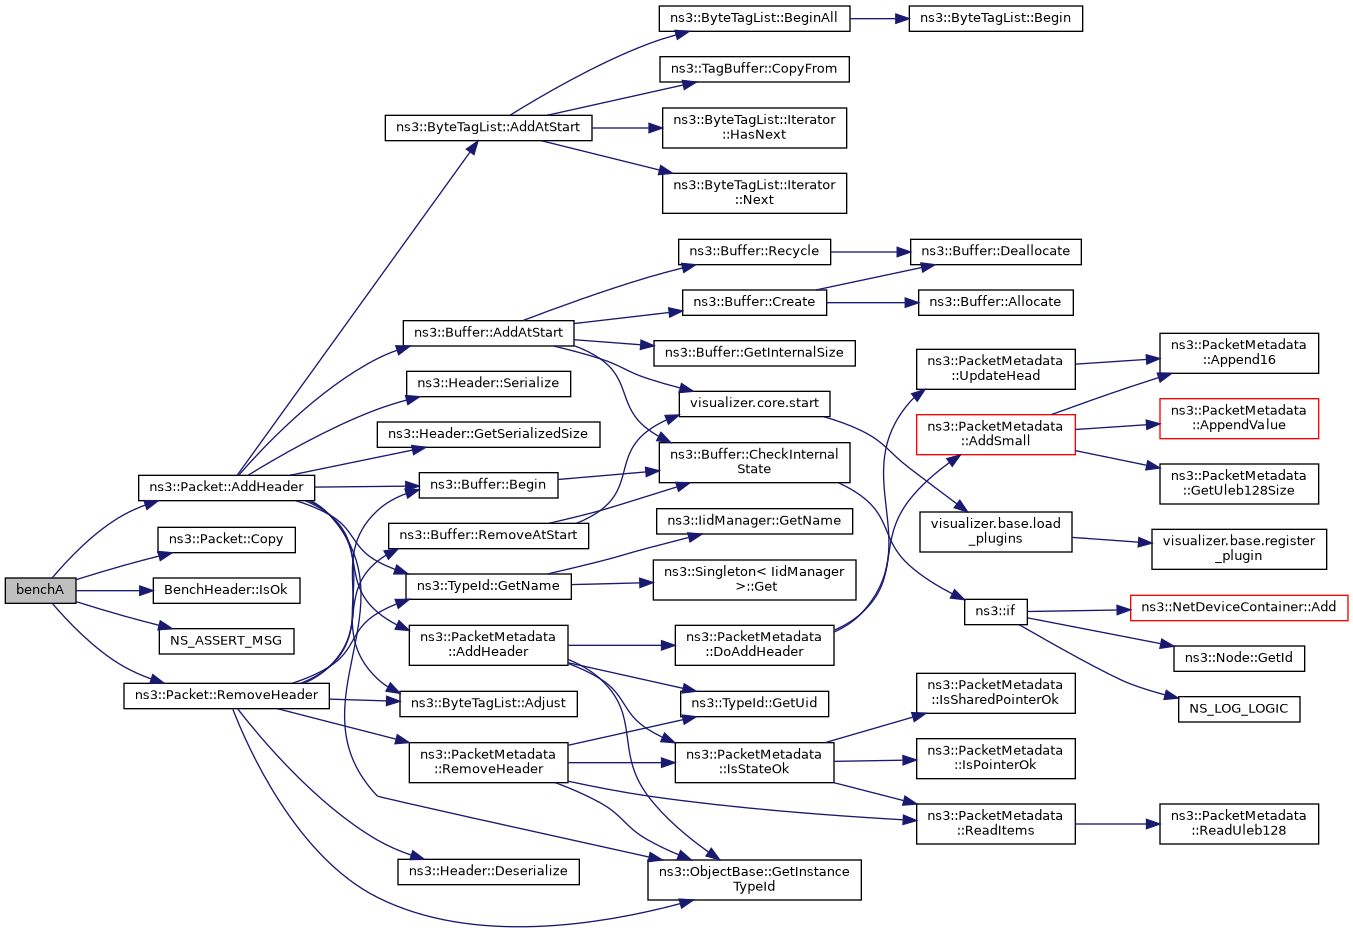 ns3::ByteTagList::BeginAll
ns3::ByteTagList::Begin
ns3::TagBuffer::CopyFrom
ns3::ByteTagList::AddAtStart
ns3::ByteTagList::Iterator
::HasNext
ns3::ByteTagList::Iterator
::Next
ns3::Buffer::Recycle
ns3::Buffer::Deallocate
ns3::Buffer::Create
ns3::Buffer::Allocate
ns3::Buffer::AddAtStart
ns3::Buffer::GetInternalSize
ns3::PacketMetadata
::UpdateHead
ns3::PacketMetadata
::Append16
ns3::Header::Serialize
visualizer.core.start
ns3::PacketMetadata
::AddSmall
ns3::PacketMetadata
::AppendValue
ns3::Header::GetSerializedSize
ns3::Buffer::CheckInternal
State
ns3::PacketMetadata
::GetUleb128Size
ns3::Packet::AddHeader
ns3::Buffer::Begin
ns3::IidManager::GetName
visualizer.base.load
_plugins
visualizer.base.register
_plugin
ns3::Packet::Copy
ns3::Buffer::RemoveAtStart
benchA
BenchHeader::IsOk
ns3::TypeId::GetName
ns3::Singleton< IidManager
>::Get
ns3::if
ns3::NetDeviceContainer::Add
NS_ASSERT_MSG
ns3::PacketMetadata
::AddHeader
ns3::PacketMetadata
::DoAddHeader
ns3::Node::GetId
ns3::Packet::RemoveHeader
ns3::ByteTagList::Adjust
ns3::TypeId::GetUid
ns3::PacketMetadata
::IsSharedPointerOk
NS_LOG_LOGIC
ns3::PacketMetadata
::RemoveHeader
ns3::PacketMetadata
::IsStateOk
ns3::PacketMetadata
::IsPointerOk
ns3::PacketMetadata
::ReadItems
ns3::PacketMetadata
::ReadUleb128
ns3::Header::Deserialize
ns3::ObjectBase::GetInstance
TypeId